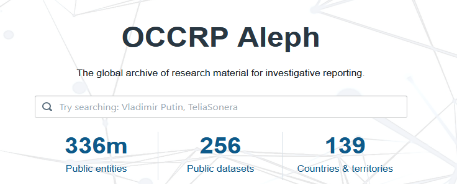 OCCRP Aleph
The global archive of research material for investigative reporting.
Try searching: Vladimir Putin, TeliaSonera
336m 256 139
Public entities Public datasets Countries & territories